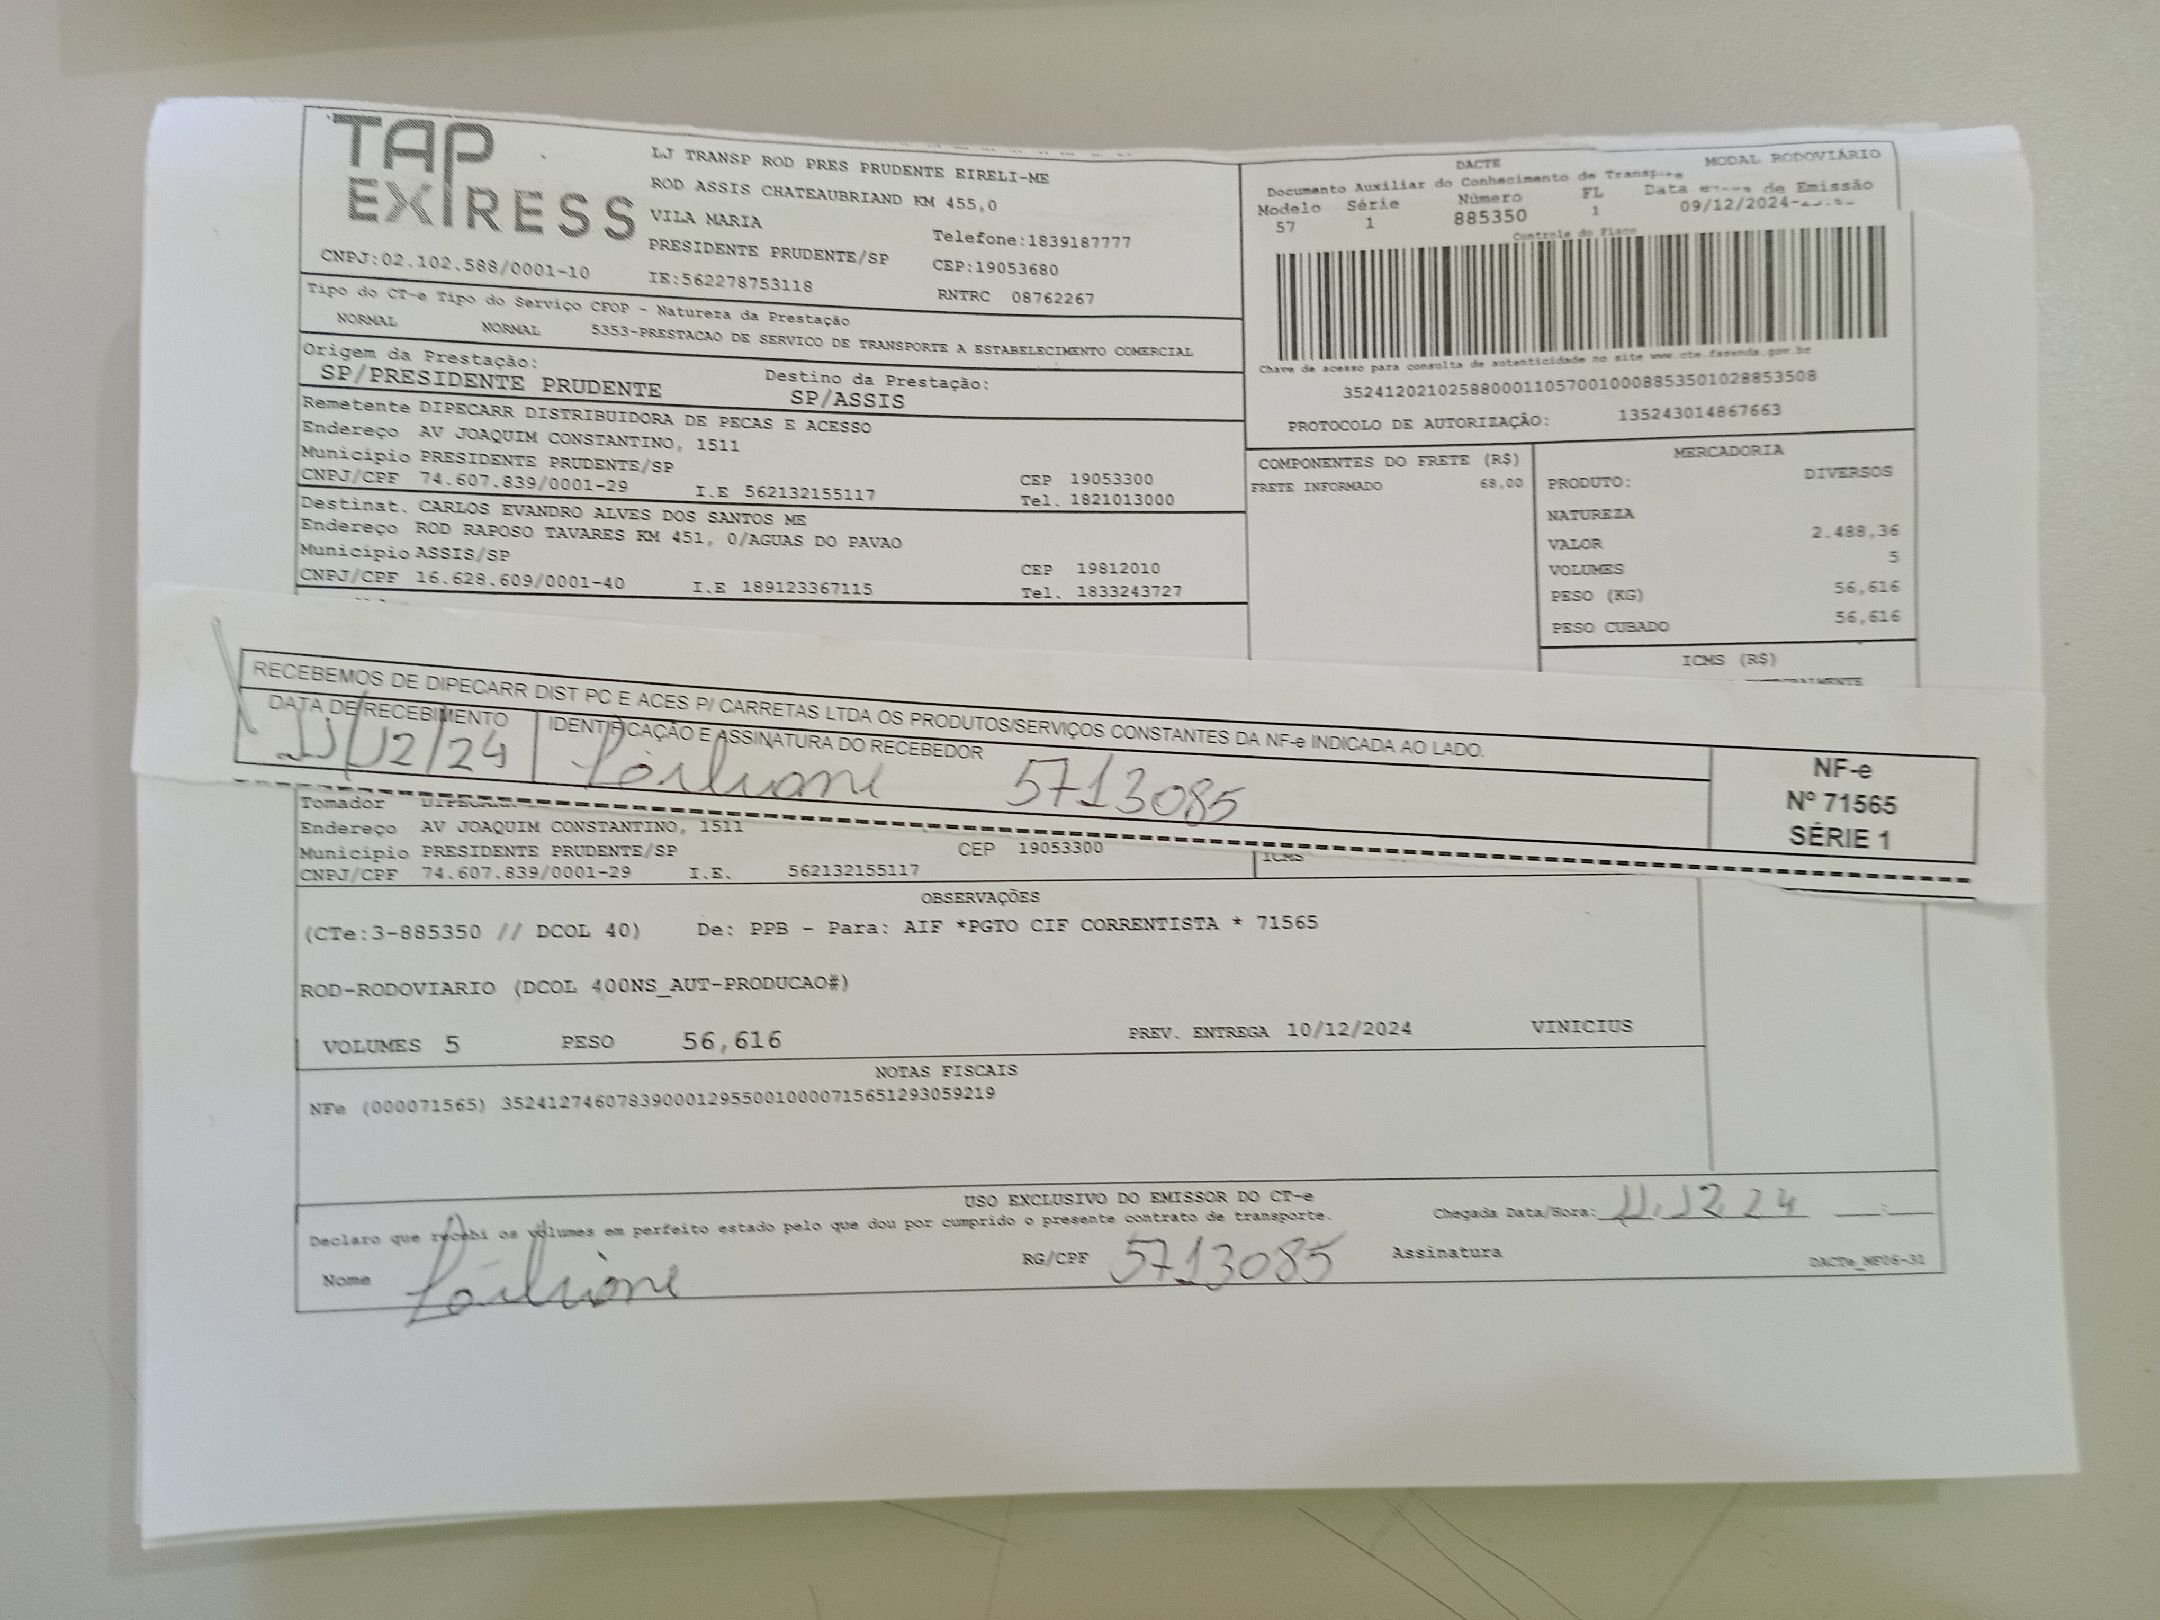 TAP
EXPRESS
LJ TRANSP ROD PRES PRUDENTE EIRELI-ME
ROD ASSIS CHATEAUBRIAND KM 455,0
VILA MARIA
Telefone:1839187777
PRESIDENTE PRUDENTE/SP
CEP:19053680
CNPJ:02.102.588/0001-10
IE:562278753118
RNTRC 08762267
DACTE
MODAL RODOVIÁRIO
Documento Auxiliar do Conhecimento de Transporte
Modelo Série Número FL Data de Emissão
57 1 885350 1 09/12/2024
Controle do Fisco
Chave de acesso para consulta de autenticidade no site www.cte.fazenda.gov.br
35241202102588000110570010008853501028853508
PROTOCOLO DE AUTORIZAÇÃO: 135243014867663
Tipo do CT-e Tipo do Serviço CFOP - Natureza da Prestação
NORMAL NORMAL 5353-PRESTACAO DE SERVICO DE TRANSPORTE A ESTABELECIMENTO COMERCIAL
Origem da Prestação: Destino da Prestação:
SP/PRESIDENTE PRUDENTE SP/ASSIS
Remetente DIPECARR DISTRIBUIDORA DE PECAS E ACESSO
Endereço AV JOAQUIM CONSTANTINO, 1511
Município PRESIDENTE PRUDENTE/SP CEP 19053300
CNPJ/CPF 74.607.839/0001-29 I.E 562132155117 Tel. 1821013000
Destinat. CARLOS EVANDRO ALVES DOS SANTOS ME
Endereço ROD RAPOSO TAVARES KM 451, 0/AGUAS DO PAVAO
Município ASSIS/SP CEP 19812010
CNPJ/CPF 16.628.609/0001-40 I.E 189123367115 Tel. 1833243727
COMPONENTES DO FRETE (R$)
FRETE INFORMADO 68,00
MERCADORIA
PRODUTO: DIVERSOS
NATUREZA
VALOR 2.488,36
VOLUMES 5
PESO (KG) 56,616
PESO CUBADO 56,616
ICMS (R$)
RECEBEMOS DE DIPECARR DIST PC E ACES P/ CARRETAS LTDA OS PRODUTOS/SERVIÇOS CONSTANTES DA NF-e INDICADA AO LADO.
DATA DE RECEBIMENTO IDENTIFICAÇÃO E ASSINATURA DO RECEBEDOR
11/12/24 5713085
NF-e
Nº 71565
SÉRIE 1
Tomador DIPECARR
Endereço AV JOAQUIM CONSTANTINO, 1511
Município PRESIDENTE PRUDENTE/SP CEP 19053300
CNPJ/CPF 74.607.839/0001-29 I.E. 562132155117
ICMS
OBSERVAÇÕES
(CTe:3-885350 // DCOL 40) De: PPB - Para: AIF *PGTO CIF CORRENTISTA * 71565
ROD-RODOVIARIO (DCOL 400NS_AUT-PRODUCAO#)
VOLUMES 5 PESO 56,616 PREV. ENTREGA 10/12/2024 VINICIUS
NOTAS FISCAIS
NFe (000071565) 35241274607839000129550010000715651293059219
USO EXCLUSIVO DO EMISSOR DO CT-e
Declaro que recebi os volumes em perfeito estado pelo que dou por cumprido o presente contrato de transporte.
Chegada Data/Hora: 11.12.24 __:__
Nome RG/CPF 5713085 Assinatura
DACTe_MF06-31